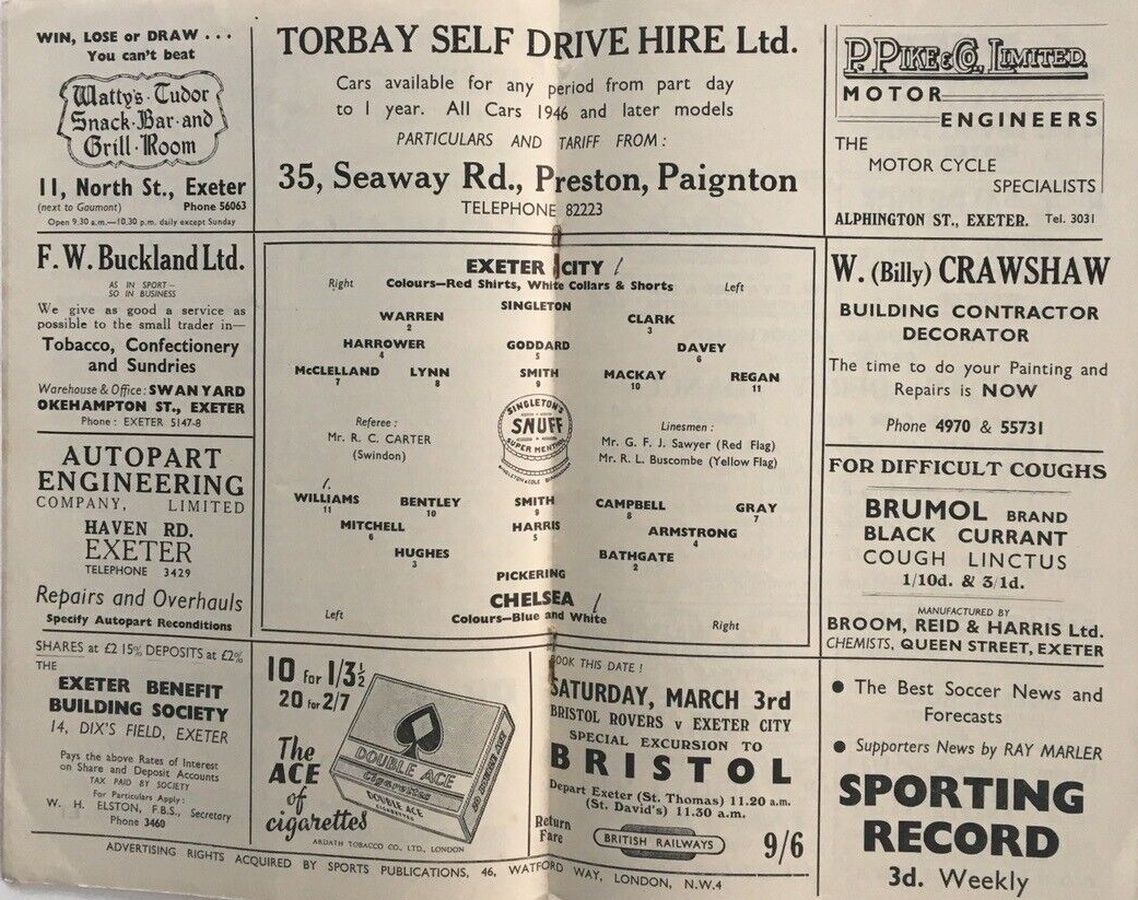 WIN, LOSE or DRAW . . .
You can't beat
Watty's · Tudor
Snack · Bar · and
Grill · Room
11, North St., Exeter
(next to Gaumont) Phone 56063
Open 9.30 a.m.—10.30 p.m. daily except Sunday
TORBAY SELF DRIVE HIRE Ltd.
Cars available for any period from part day
to 1 year. All Cars 1946 and later models
PARTICULARS AND TARIFF FROM :
35, Seaway Rd., Preston, Paignton
TELEPHONE 82223
P. PIKE & CO. LIMITED
MOTOR
ENGINEERS
THE
MOTOR CYCLE
SPECIALISTS
ALPHINGTON ST., EXETER. Tel. 3031
F. W. Buckland Ltd.
AS IN SPORT—
SO IN BUSINESS
We give as good a service as
possible to the small trader in—
Tobacco, Confectionery
and Sundries
Warehouse & Office : SWAN YARD
OKEHAMPTON ST., EXETER
Phone : EXETER 5147-8
AUTOPART
ENGINEERING
COMPANY, LIMITED
HAVEN RD.
EXETER
TELEPHONE 3429
Repairs and Overhauls
Specify Autopart Reconditions
EXETER CITY /
Right Colours—Red Shirts, White Collars & Shorts Left
SINGLETON
WARREN CLARK
2 3
HARROWER GODDARD DAVEY
4 5 6
McCLELLAND LYNN SMITH MACKAY REGAN
7 8 9 10 11
Referee :
Mr. R. C. CARTER
(Swindon)
SINGLETON'S
SNUFF
SUPER MENTHOL
SINGLETON & COLE BIRMINGHAM
Linesmen :
Mr. G. F. J. Sawyer (Red Flag)
Mr. R. L. Buscombe (Yellow Flag)
WILLIAMS BENTLEY SMITH CAMPBELL GRAY
11 10 9 8 7
MITCHELL HARRIS ARMSTRONG
6 5 4
HUGHES BATHGATE
3 2
PICKERING
CHELSEA /
Left Colours—Blue and White Right
W. (Billy) CRAWSHAW
BUILDING CONTRACTOR
DECORATOR
The time to do your Painting and
Repairs is NOW
Phone 4970 & 55731
FOR DIFFICULT COUGHS
BRUMOL BRAND
BLACK CURRANT
COUGH LINCTUS
1/10d. & 3/1d.
MANUFACTURED BY
BROOM, REID & HARRIS Ltd.
CHEMISTS, QUEEN STREET, EXETER
SHARES at £2 15% DEPOSITS at £2%
THE
EXETER BENEFIT
BUILDING SOCIETY
14, DIX'S FIELD, EXETER
Pays the above Rates of Interest
on Share and Deposit Accounts
TAX PAID BY SOCIETY
For Particulars Apply :
W. H. ELSTON, F.B.S., Secretary
Phone 3460
10 for 1/3½
20 for 2/7
The
ACE
of
cigarettes
DOUBLE ACE
Cigarettes
DOUBLE ACE
CIGARETTES
10 DOUBLE ACE
ARDATH TOBACCO CO., LTD., LONDON
BOOK THIS DATE !
SATURDAY, MARCH 3rd
BRISTOL ROVERS v EXETER CITY
SPECIAL EXCURSION TO
BRISTOL
Depart Exeter (St. Thomas) 11.20 a.m.
(St. David's) 11.30 a.m.
Return
Fare
BRITISH RAILWAYS
9/6
● The Best Soccer News and
Forecasts
● Supporters News by RAY MARLER
SPORTING
RECORD
3d. Weekly
ADVERTISING RIGHTS ACQUIRED BY SPORTS PUBLICATIONS, 46, WATFORD WAY, LONDON, N.W.4